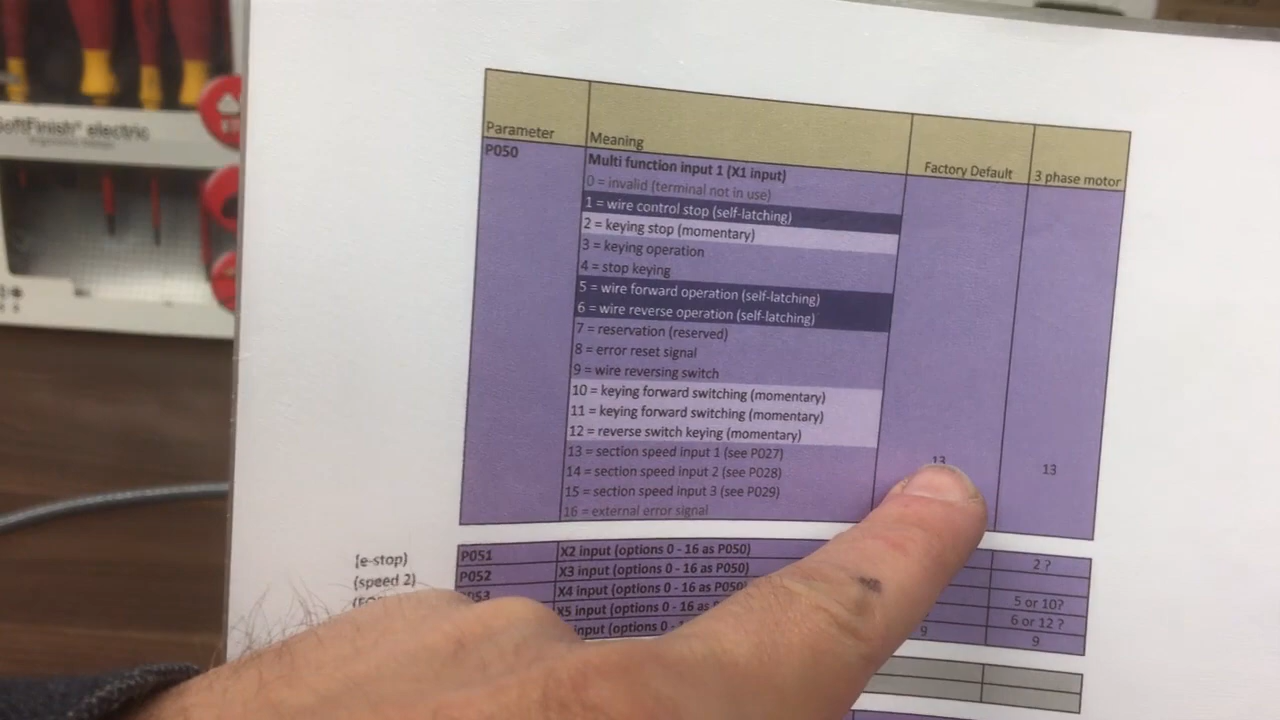 SoftFinish® electric
Parameter Meaning Factory Default 3 phase motor
P050 Multi function input 1 (X1 input)
0 = invalid (terminal not in use)
1 = wire control stop (self-latching)
2 = keying stop (momentary)
3 = keying operation
4 = stop keying
5 = wire forward operation (self-latching)
6 = wire reverse operation (self-latching)
7 = reservation (reserved)
8 = error reset signal
9 = wire reversing switch
10 = keying forward switching (momentary)
11 = keying forward switching (momentary)
12 = reverse switch keying (momentary)
13 = section speed input 1 (see P027) 13 13
14 = section speed input 2 (see P028)
15 = section speed input 3 (see P029)
16 = external error signal
(e-stop) P051 X2 input (options 0 - 16 as P050) 2 ?
(speed 2) P052 X3 input (options 0 - 16 as P050)
X4 input (options 0 - 16 as P050) 5 or 10?
X5 input (options 0 - 16 as 6 or 12 ?
input (options 0 - 9 9